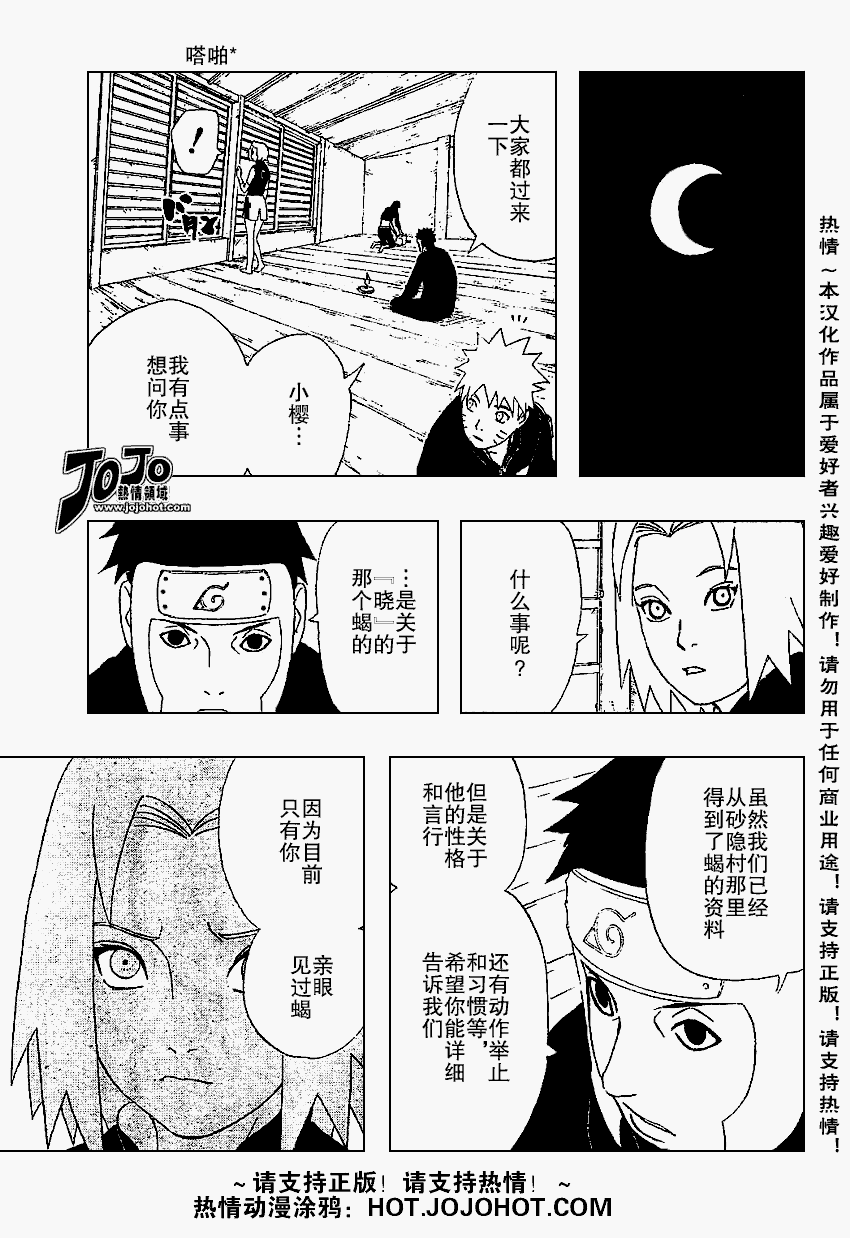 嗒啪*
大家都过来
一下
！
小樱…
我有点事
想问你
JOJO
熱情領域
www.jojohot.com
什么事呢？
…是关于
『晓』的
那个蝎的
虽然我们已经
从砂隐村那里
得到了蝎的资料
但是关于
他的性格
和言行
还有动作举止
和习惯等，
希望你能详细
告诉我们
因为目前
只有你
亲眼
见过蝎
热情～本汉化作品属于爱好者兴趣爱好制作！请勿用于任何商业用途！请支持正版！请支持热情！
～请支持正版！请支持热情！～
热情动漫涂鸦：HOT.JOJOHOT.COM